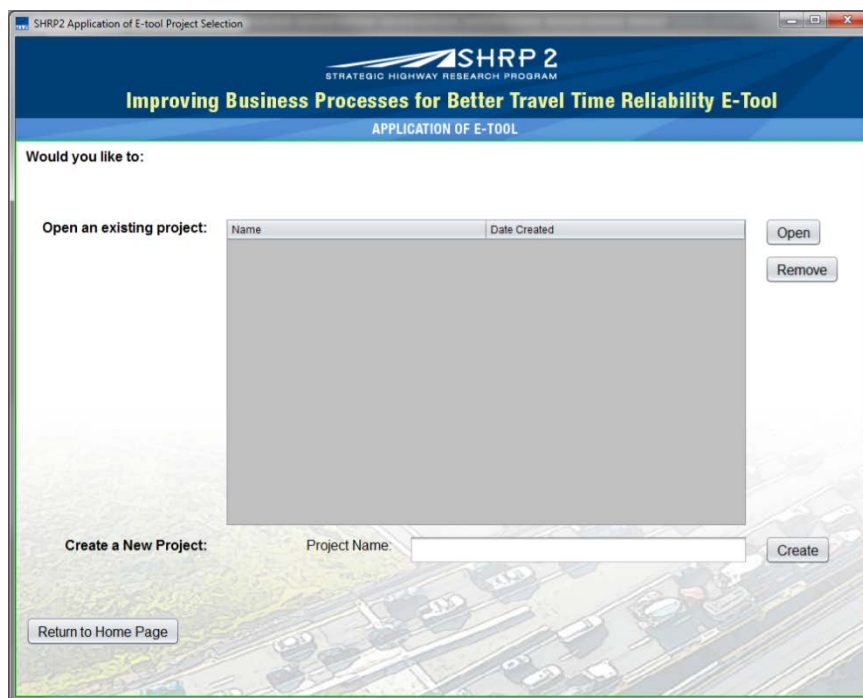 SHRP2 Application of E-tool Project Selection
SHRP 2
STRATEGIC HIGHWAY RESEARCH PROGRAM
Improving Business Processes for Better Travel Time Reliability E-Tool
APPLICATION OF E-TOOL
Would you like to:
Open an existing project: Name Date Created Open
Remove
Create a New Project: Project Name: Create
Return to Home Page